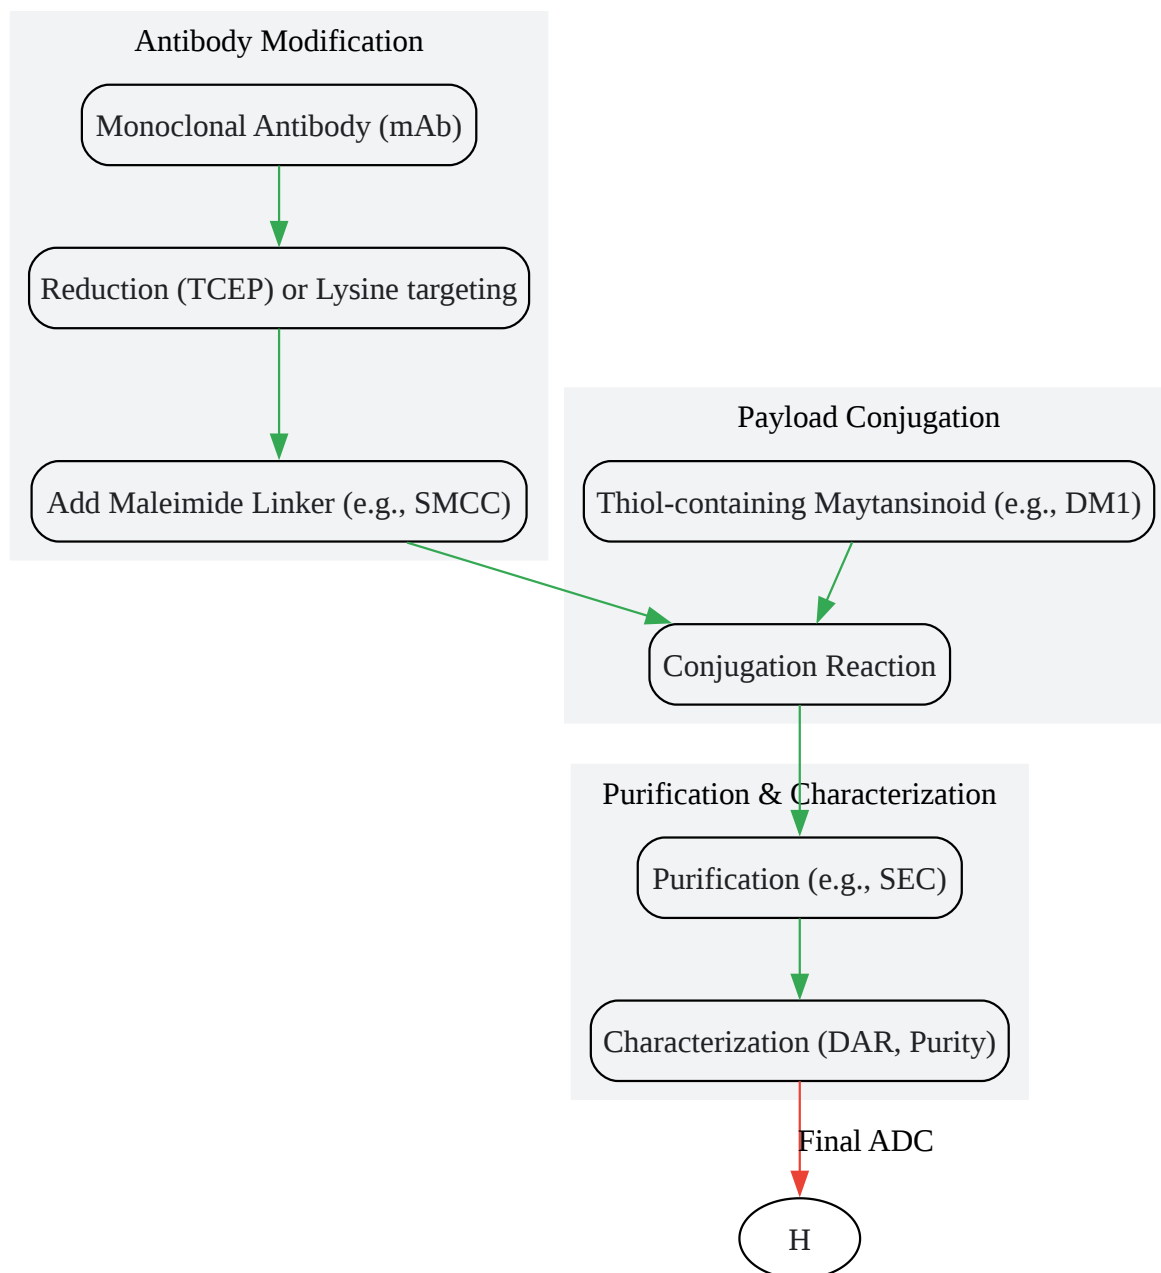 Antibody Modification
Monoclonal Antibody (mAb)
Reduction (TCEP) or Lysine targeting
Add Maleimide Linker (e.g., SMCC)
Payload Conjugation
Thiol-containing Maytansinoid (e.g., DM1)
Conjugation Reaction
Purification & Characterization
Purification (e.g., SEC)
Characterization (DAR, Purity)
Final ADC
H